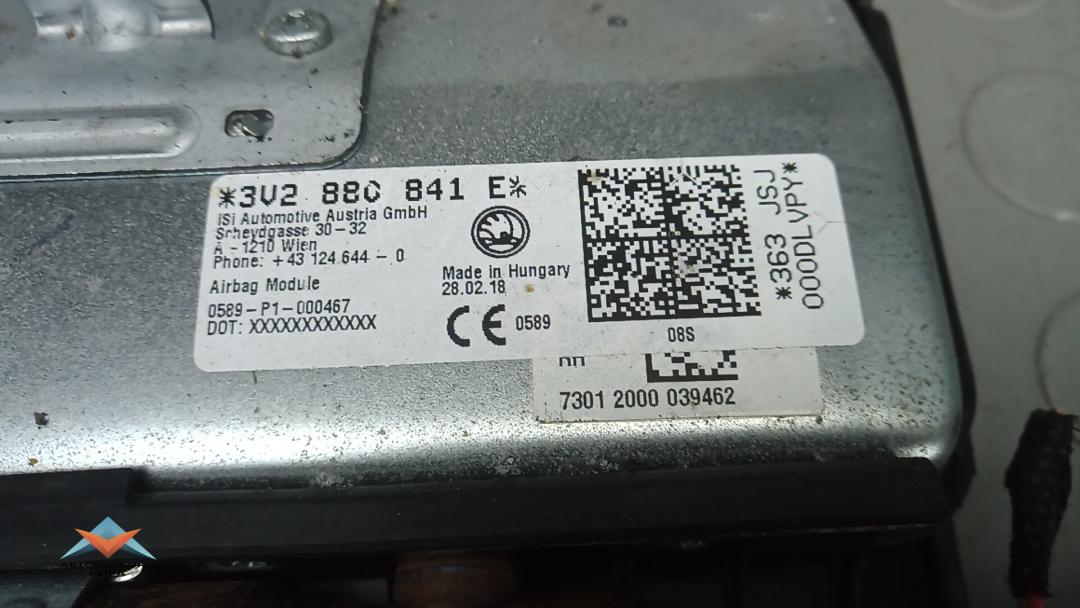 *3V2 880 841 E*
iSi Automotive Austria GmbH
Scheydgasse 30-32
A - 1210 Wien
Phone: +43 124 644 - 0
Airbag Module
0589-P1-000467
DOT: XXXXXXXXXXXX
Made in Hungary
28.02.18
CE 0589
08S
*363 JSJ
000DLVPY*
7301 2000 039462